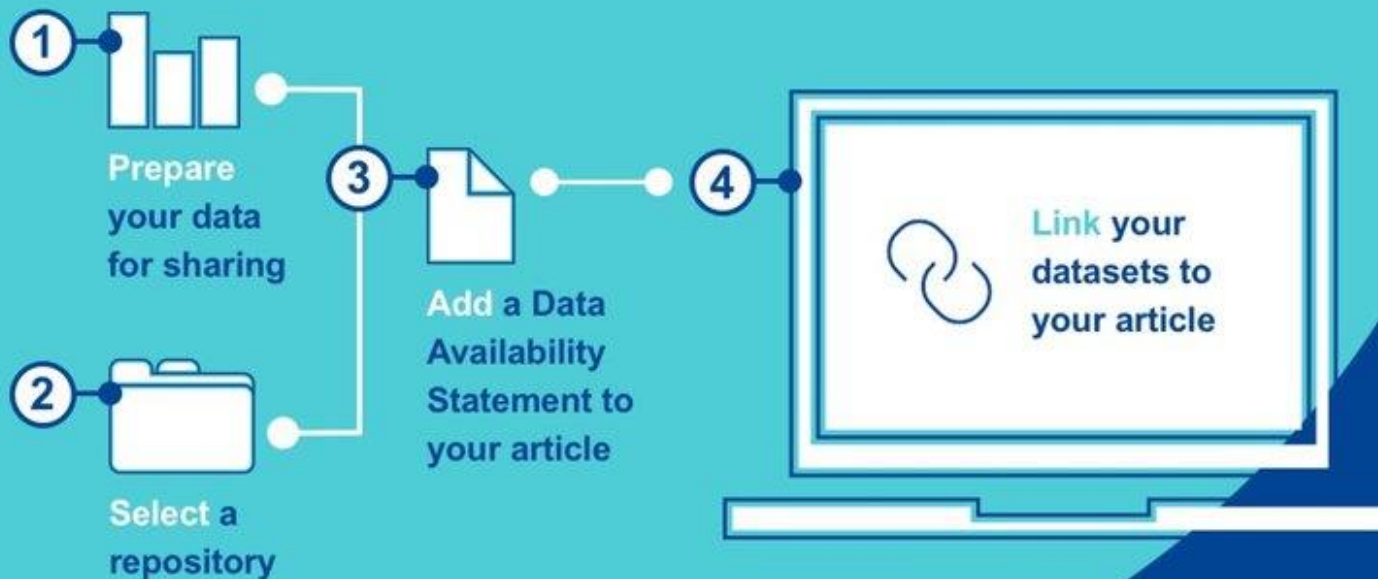 1
Prepare
your data
for sharing
2
Select a
repository
3
Add a Data
Availability
Statement to
your article
4
Link your
datasets to
your article